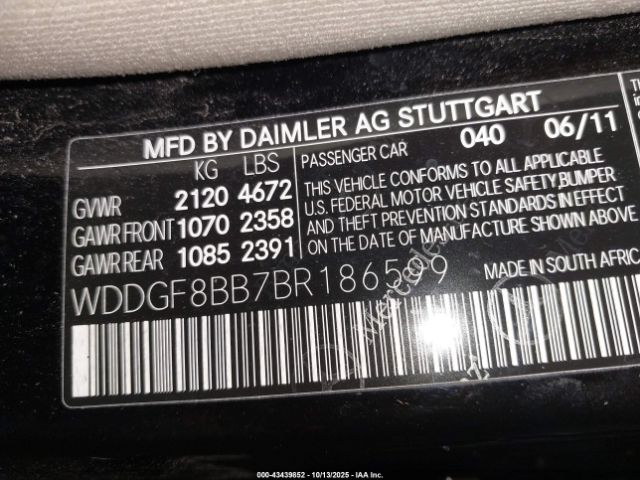 MFD BY DAIMLER AG STUTTGART
KG LBS
GVWR 2120 4672
GAWR FRONT 1070 2358
GAWR REAR 1085 2391
PASSENGER CAR 040 06/11
THIS VEHICLE CONFORMS TO ALL APPLICABLE
U.S. FEDERAL MOTOR VEHICLE SAFETY, BUMPER
AND THEFT PREVENTION STANDARDS IN EFFECT
ON THE DATE OF MANUFACTURE SHOWN ABOVE
MADE IN SOUTH AFRIC
000-43439852 | 10/13/2025 | IAA Inc.